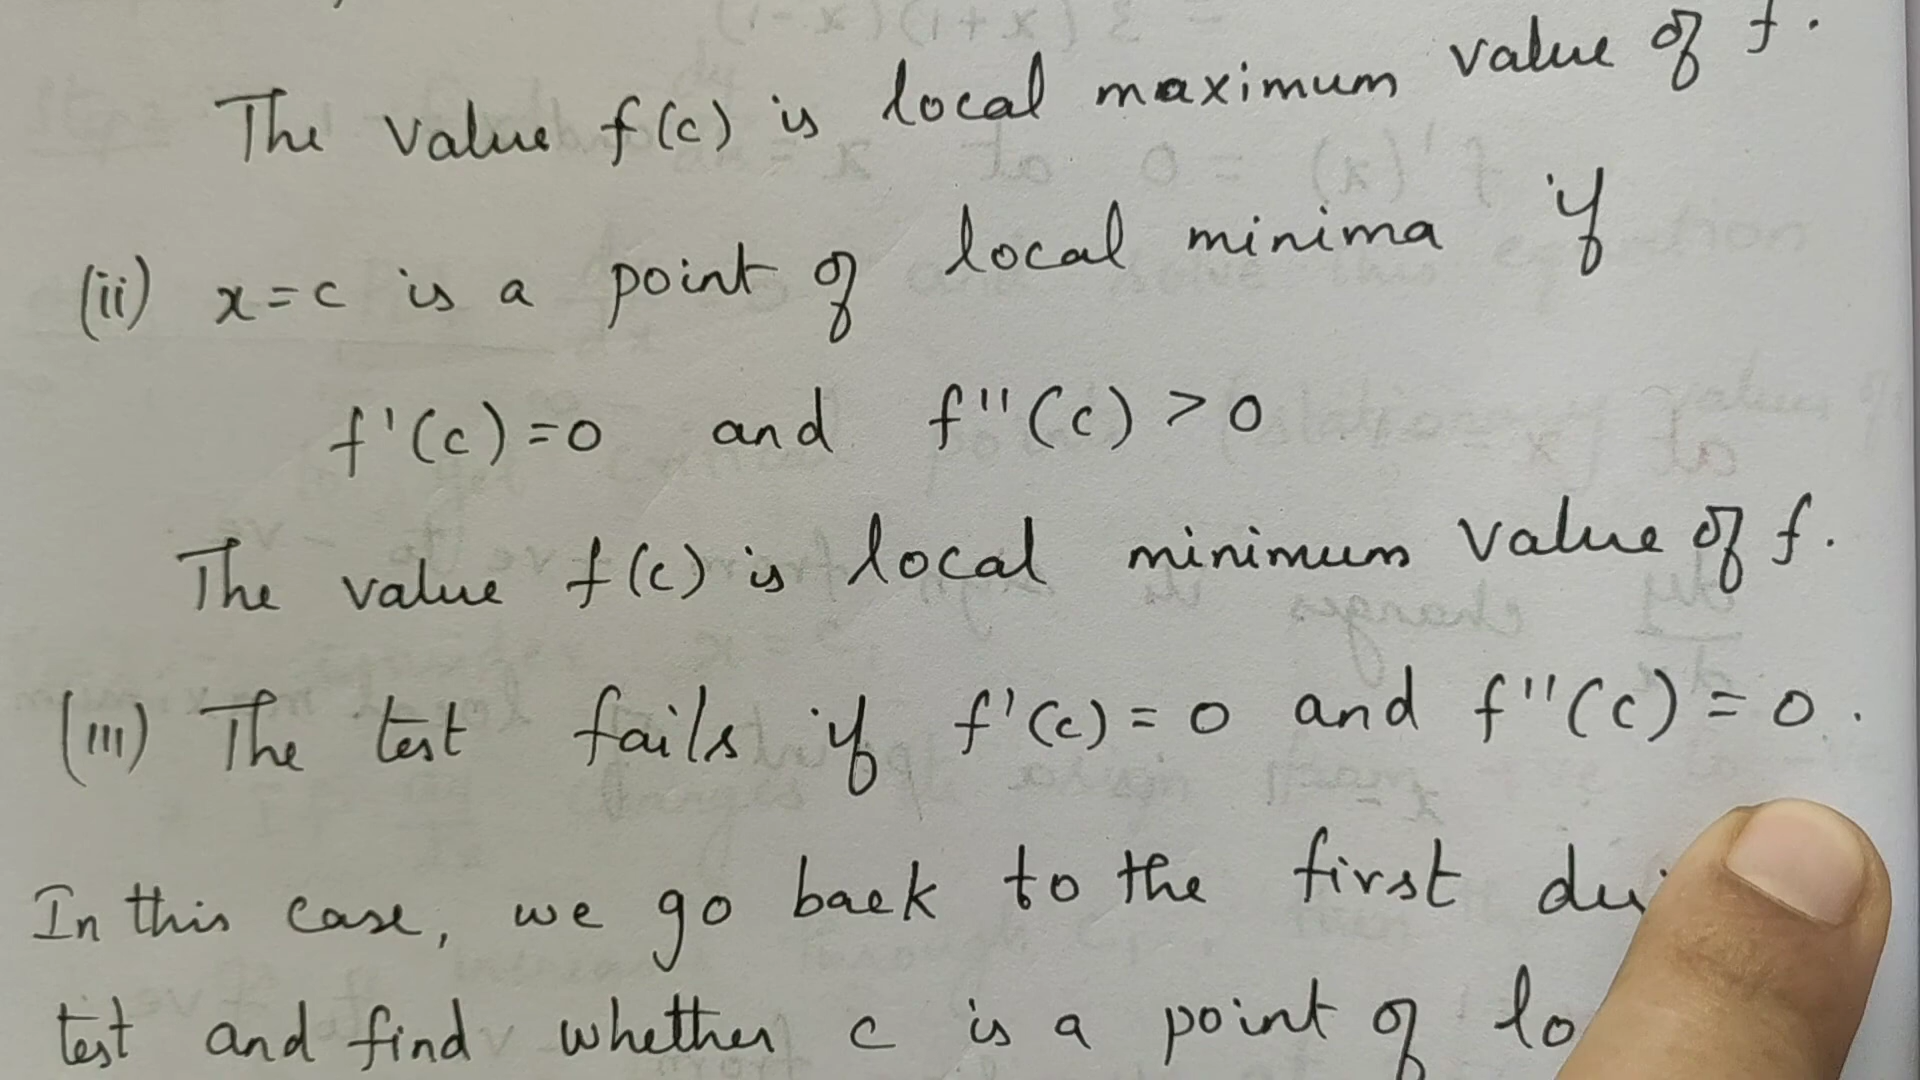 The value f(c) is local maximum value of f.
(ii) x=c is a point of local minima if
f'(c)=0 and f''(c) > 0
The value f(c) is local minimum value of f.
(iii) The test fails if f'(c) = 0 and f''(c) = 0.
In this case, we go back to the first
test and find whether c is a point of lo